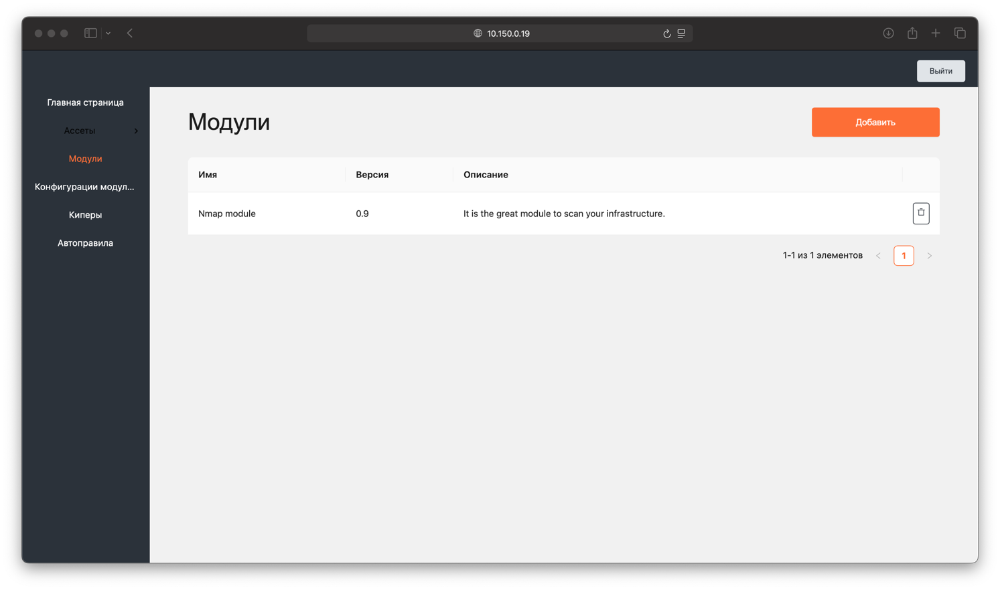 10.150.0.19
Выйти
Главная страница
Ассеты
Модули
Конфигурации модул...
Киперы
Автоправила
Модули
Добавить
Имя Версия Описание
Nmap module 0.9 It is the great module to scan your infrastructure.
1-1 из 1 элементов 1